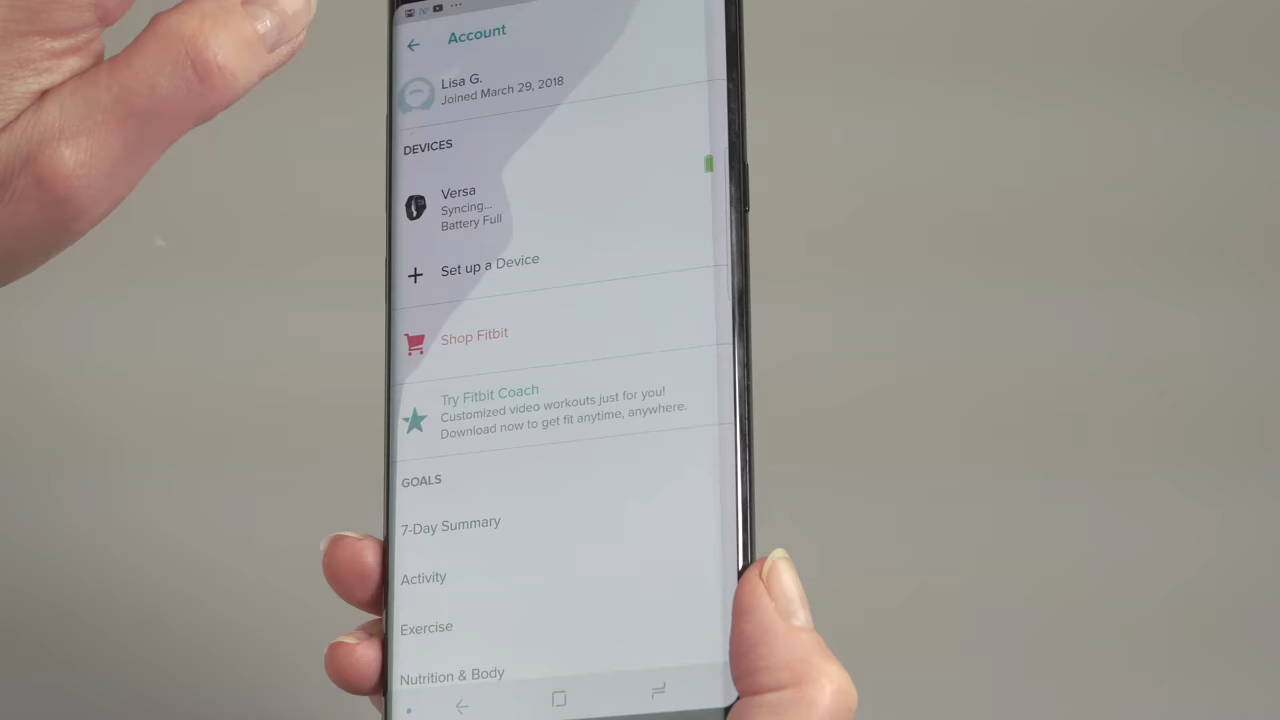 Account
Lisa G.
Joined March 29, 2018
DEVICES
Versa
Syncing...
Battery Full
Set up a Device
Shop Fitbit
Try Fitbit Coach
Customized video workouts just for you!
Download now to get fit anytime, anywhere.
GOALS
7-Day Summary
Activity
Exercise
Nutrition & Body